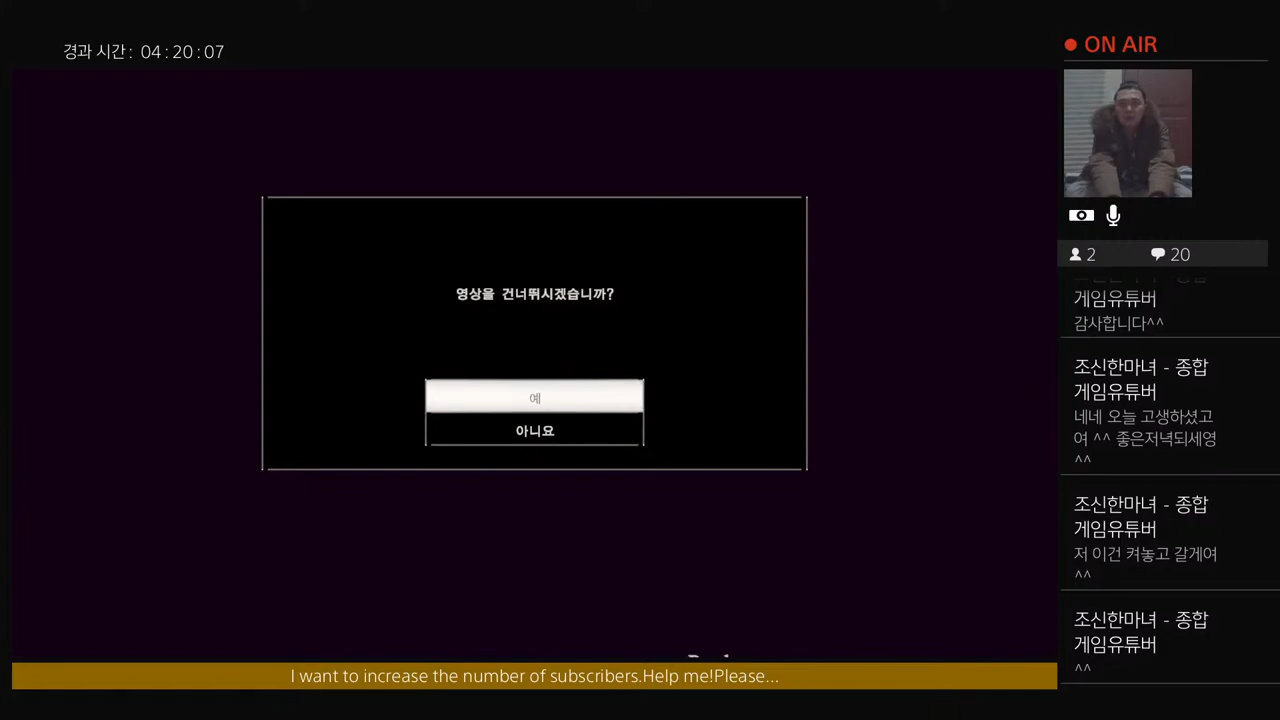 경과 시간: 04:20:07
ON AIR
2
20
영상을 건너뛰시겠습니까?
예
아니요
게임유튜버
감사합니다^^
조신한마녀 - 종합
게임유튜버
네네 오늘 고생하셨고
여 ^^ 좋은저녁되세영
^^
조신한마녀 - 종합
게임유튜버
저 이건 켜놓고 갈게여
^^
조신한마녀 - 종합
게임유튜버
^^
I want to increase the number of subscribers.Help me!Please...